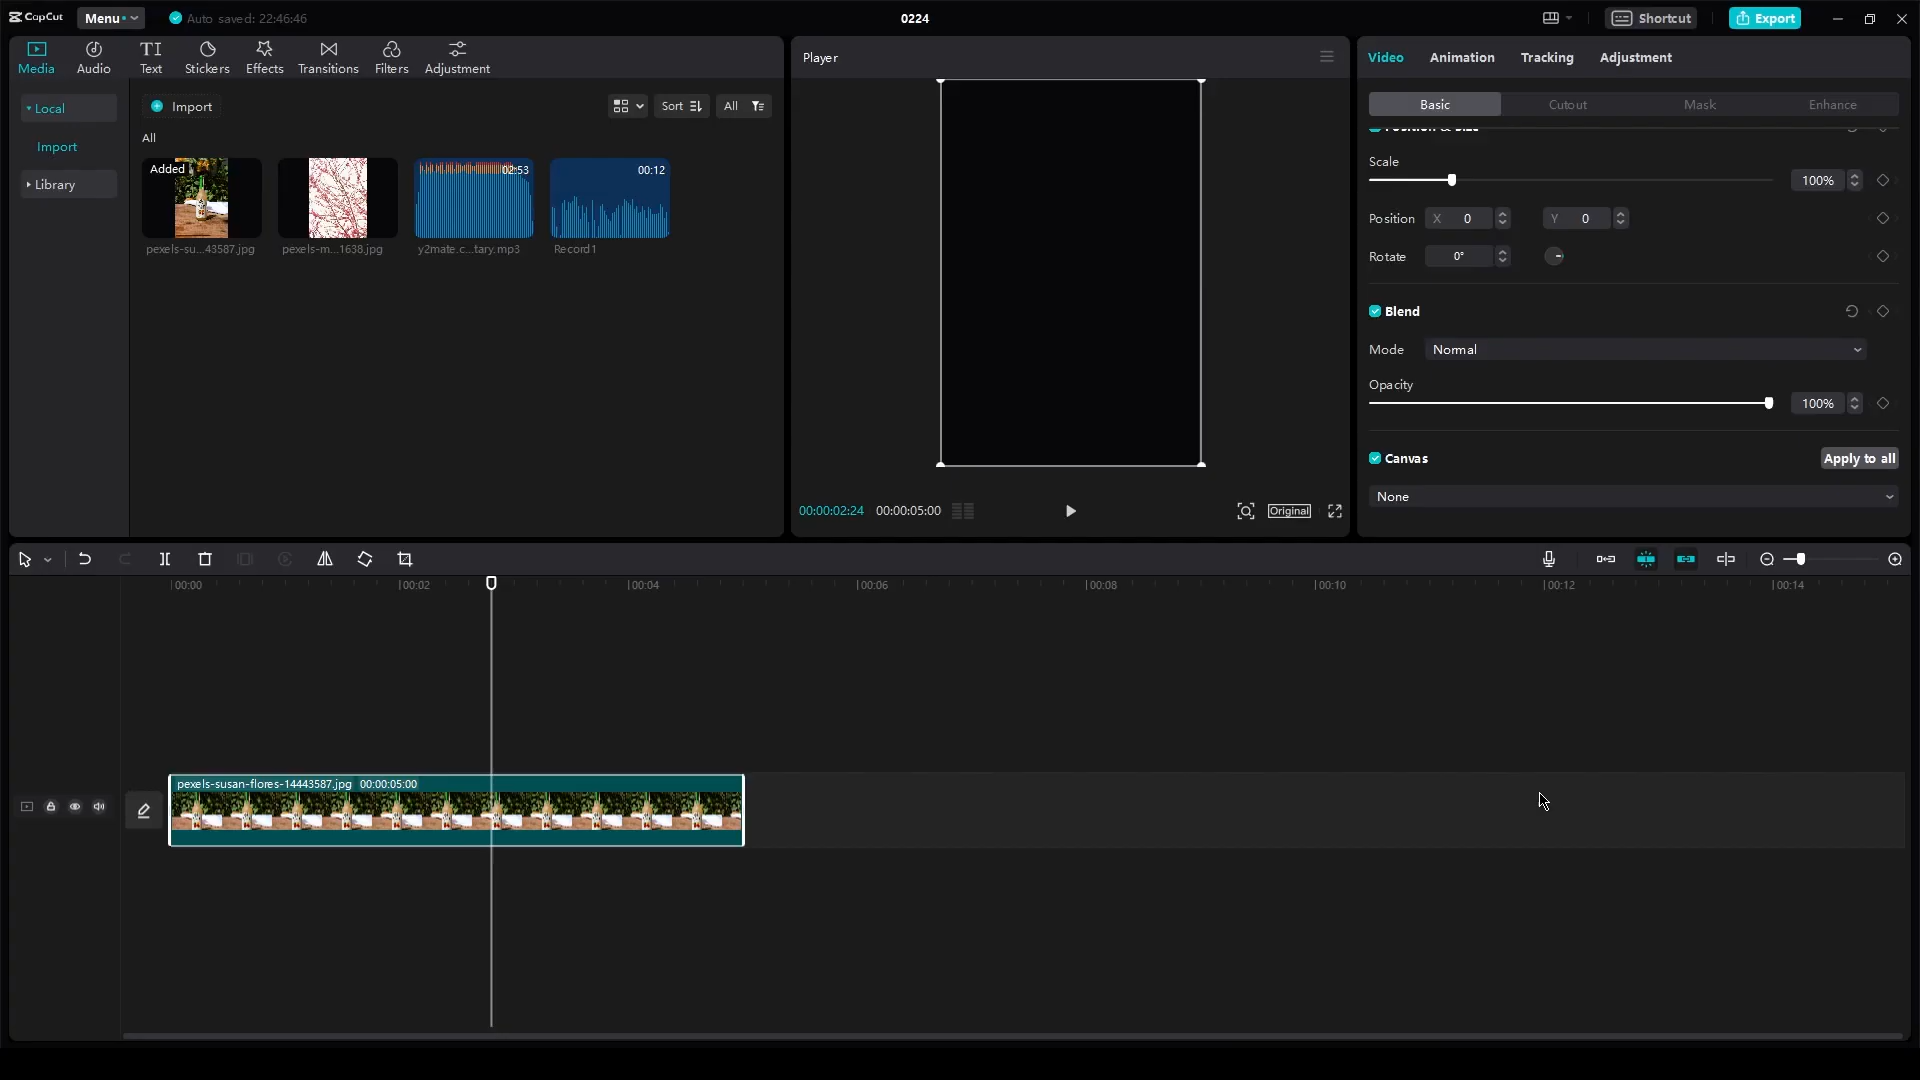 CapCut
Menu
Auto saved: 22:46:46
0224
Shortcut
Export
Media
Audio
Text
Stickers
Effects
Transitions
Filters
Adjustment
Local
Import
Library
Import
Sort
All
All
Added
02:53
00:12
pexels-su...43587.jpg
pexels-m...1638.jpg
y2mate.c...tary.mp3
Record1
Player
00:00:02:24
00:00:05:00
Original
Video
Animation
Tracking
Adjustment
Basic
Cutout
Mask
Enhance
Position & Size
Scale
100%
Position
X 0
Y 0
Rotate
0°
Blend
Mode
Normal
Opacity
100%
Canvas
Apply to all
None
00:00
00:02
00:04
00:06
00:08
00:10
00:12
00:14
pexels-susan-flores-14443587.jpg 00:00:05:00